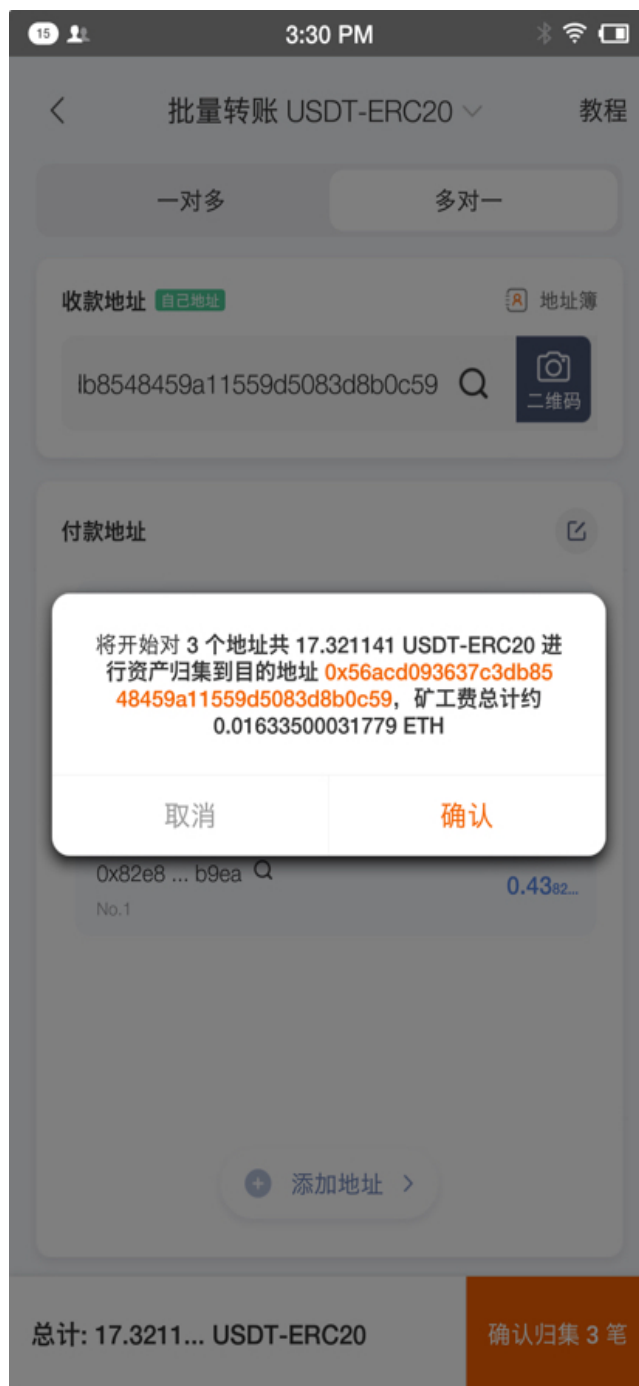 15
3:30 PM
批量转账 USDT-ERC20
教程
一对多
多对一
收款地址 自己地址
地址簿
lb8548459a11559d5083d8b0c59
二维码
付款地址
将开始对 3 个地址共 17.321141 USDT-ERC20 进
行资产归集到目的地址 0x56acd093637c3db85
48459a11559d5083d8b0c59，矿工费总计约
0.01633500031779 ETH
取消
确认
0x82e8 ... b9ea
0.4382...
No.1
添加地址
总计: 17.3211... USDT-ERC20
确认归集 3 笔